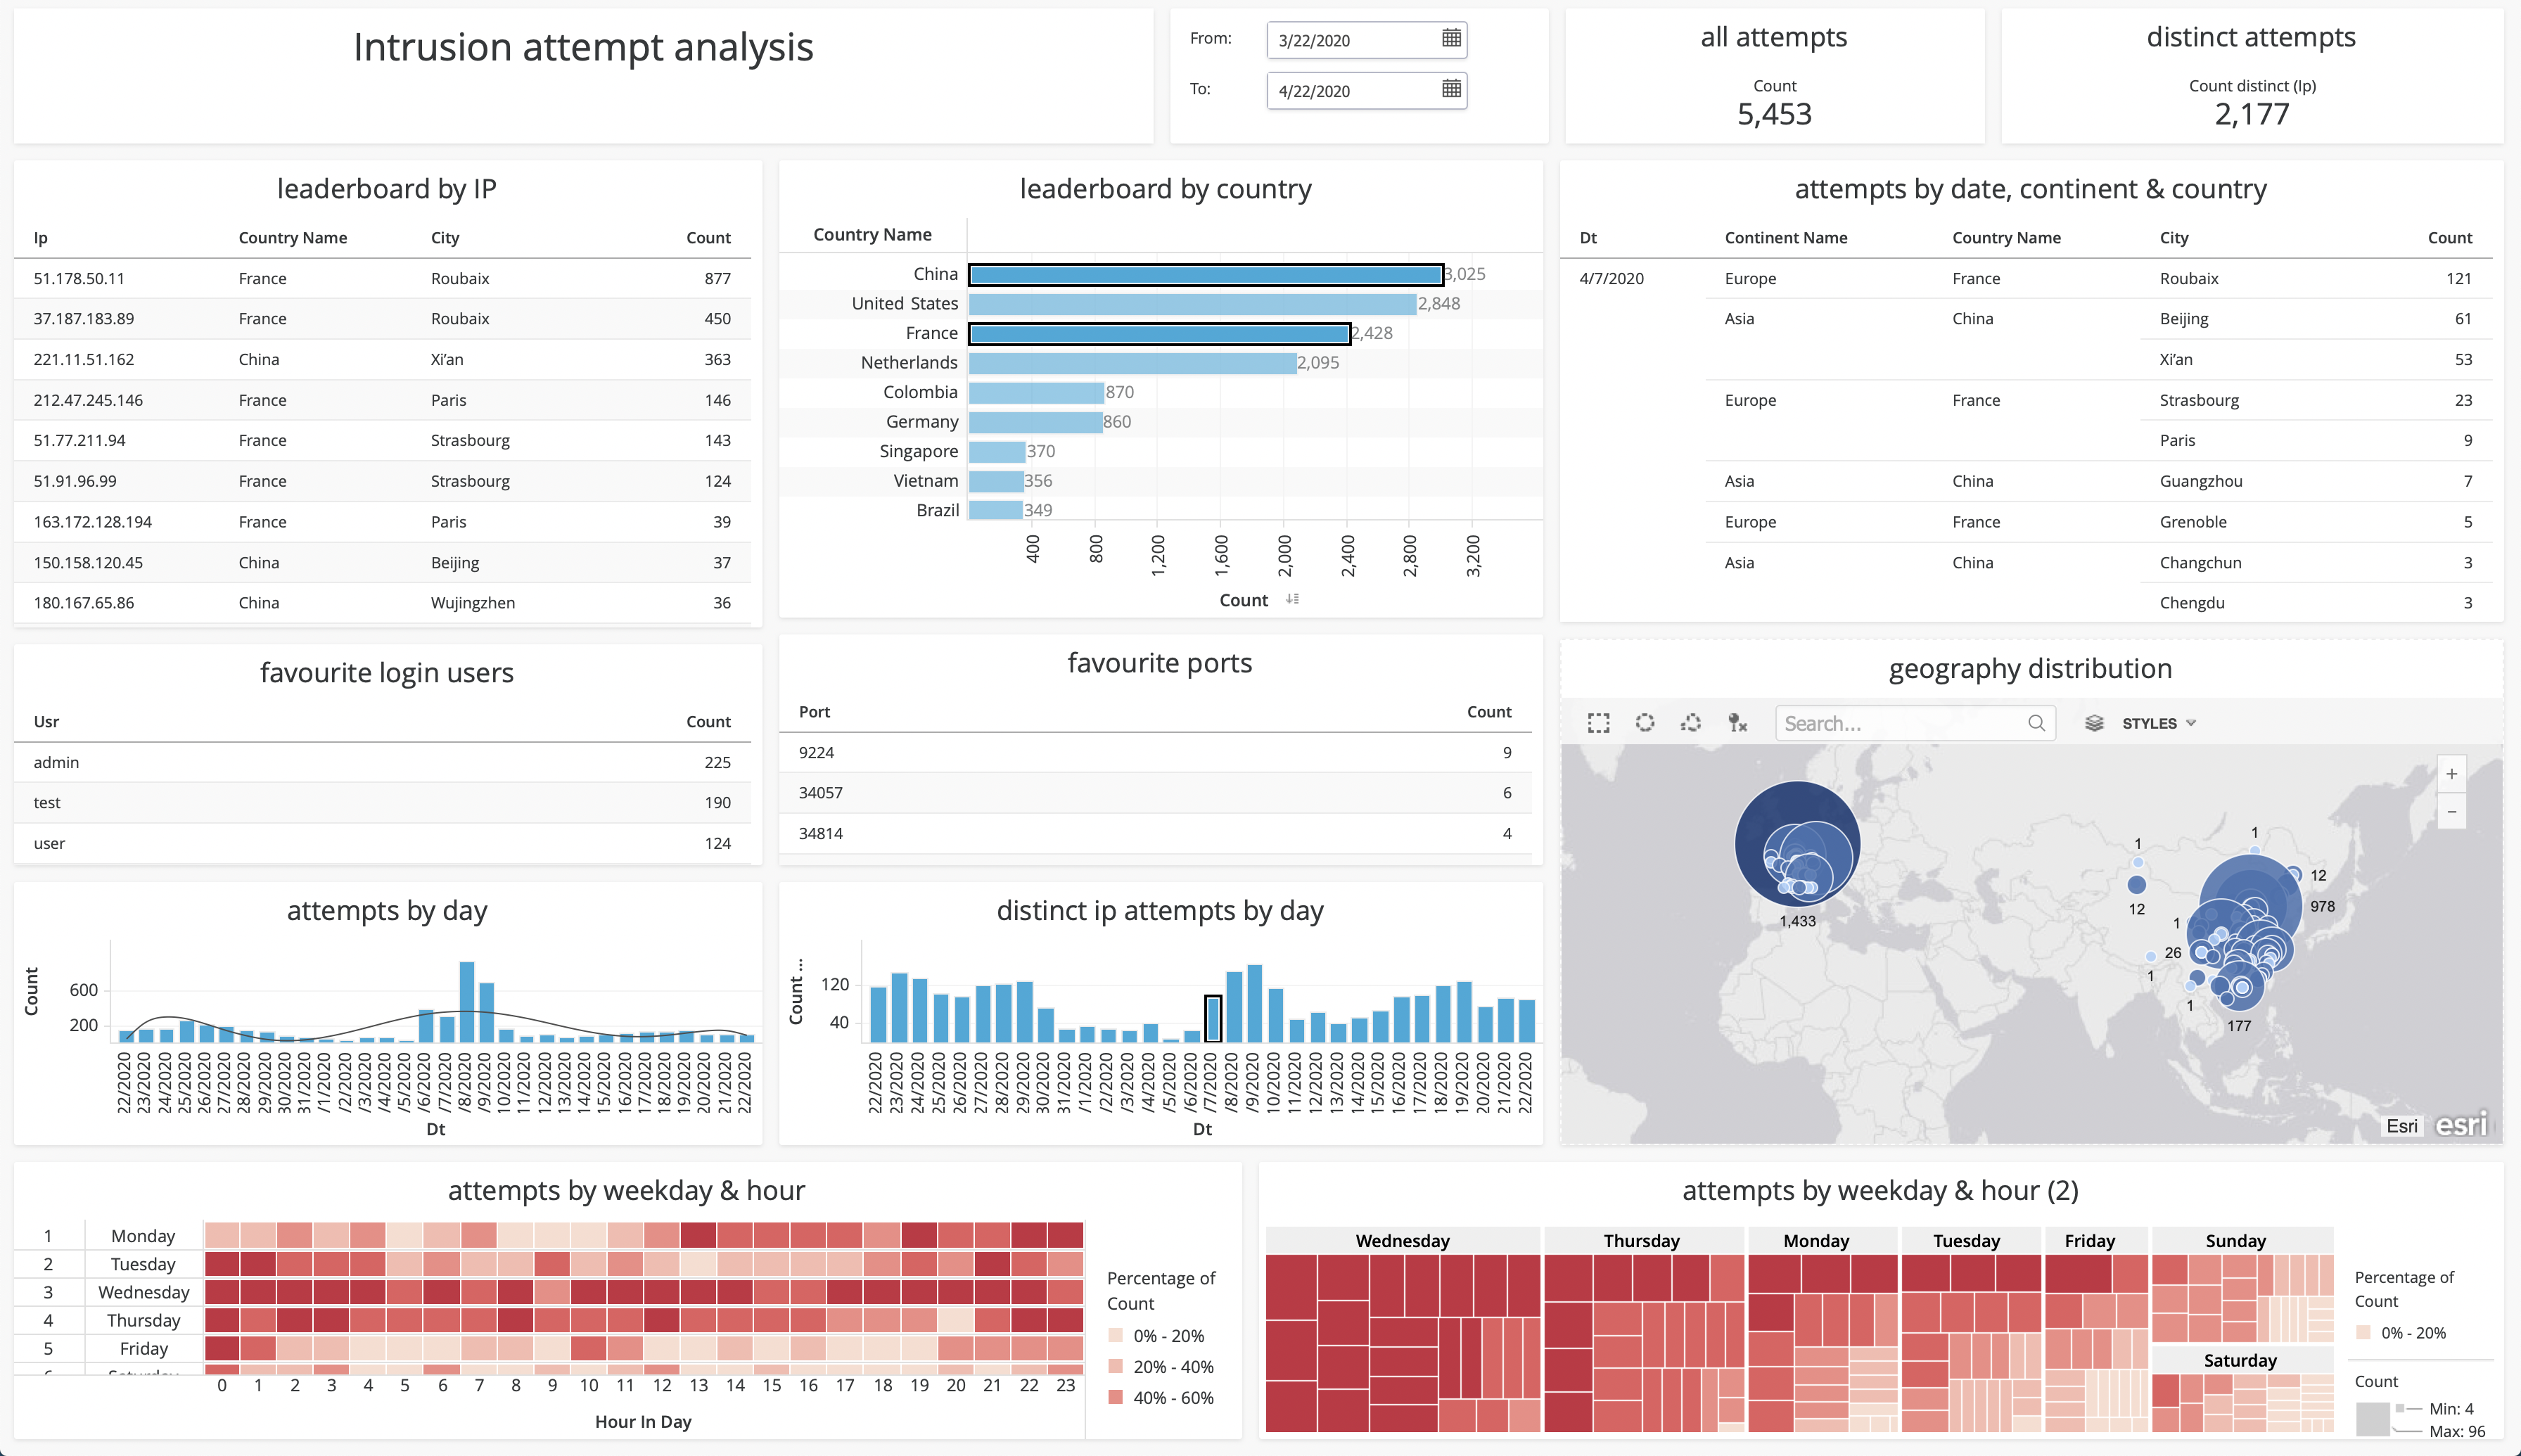 Intrusion attempt analysis
From: 3/22/2020
To: 4/22/2020
all attempts
Count
5,453
distinct attempts
Count distinct (Ip)
2,177
leaderboard by IP
Ip Country Name City Count
51.178.50.11 France Roubaix 877
37.187.183.89 France Roubaix 450
221.11.51.162 China Xi’an 363
212.47.245.146 France Paris 146
51.77.211.94 France Strasbourg 143
51.91.96.99 France Strasbourg 124
163.172.128.194 France Paris 39
150.158.120.45 China Beijing 37
180.167.65.86 China Wujingzhen 36
leaderboard by country
Country Name
China 3,025
United States 2,848
France 2,428
Netherlands 2,095
Colombia 870
Germany 860
Singapore 370
Vietnam 356
Brazil 349
400 800 1,200 1,600 2,000 2,400 2,800 3,200
Count
attempts by date, continent & country
Dt Continent Name Country Name City Count
4/7/2020 Europe France Roubaix 121
Asia China Beijing 61
Xi’an 53
Europe France Strasbourg 23
Paris 9
Asia China Guangzhou 7
Europe France Grenoble 5
Asia China Changchun 3
Chengdu 3
favourite login users
Usr Count
admin 225
test 190
user 124
favourite ports
Port Count
9224 9
34057 6
34814 4
geography distribution
Search...
STYLES
+
−
1
1
12
978
12
1
26
1
1
177
1,433
Esri
esri
attempts by day
Count
600
200
22/2020 23/2020 24/2020 25/2020 26/2020 27/2020 28/2020 29/2020 30/2020 31/2020 /1/2020 /2/2020 /3/2020 /4/2020 /5/2020 /6/2020 /7/2020 /8/2020 /9/2020 10/2020 11/2020 12/2020 13/2020 14/2020 15/2020 16/2020 17/2020 18/2020 19/2020 20/2020 21/2020 22/2020
Dt
distinct ip attempts by day
Count ...
120
40
22/2020 23/2020 24/2020 25/2020 26/2020 27/2020 28/2020 29/2020 30/2020 31/2020 /1/2020 /2/2020 /3/2020 /4/2020 /5/2020 /6/2020 /7/2020 /8/2020 /9/2020 10/2020 11/2020 12/2020 13/2020 14/2020 15/2020 16/2020 17/2020 18/2020 19/2020 20/2020 21/2020 22/2020
Dt
attempts by weekday & hour
1 Monday
2 Tuesday
3 Wednesday
4 Thursday
5 Friday
0 1 2 3 4 5 6 7 8 9 10 11 12 13 14 15 16 17 18 19 20 21 22 23
Hour In Day
Percentage of
Count
0% - 20%
20% - 40%
40% - 60%
attempts by weekday & hour (2)
Wednesday Thursday Monday Tuesday Friday Sunday
Saturday
Percentage of
Count
0% - 20%
Count
Min: 4
Max: 96